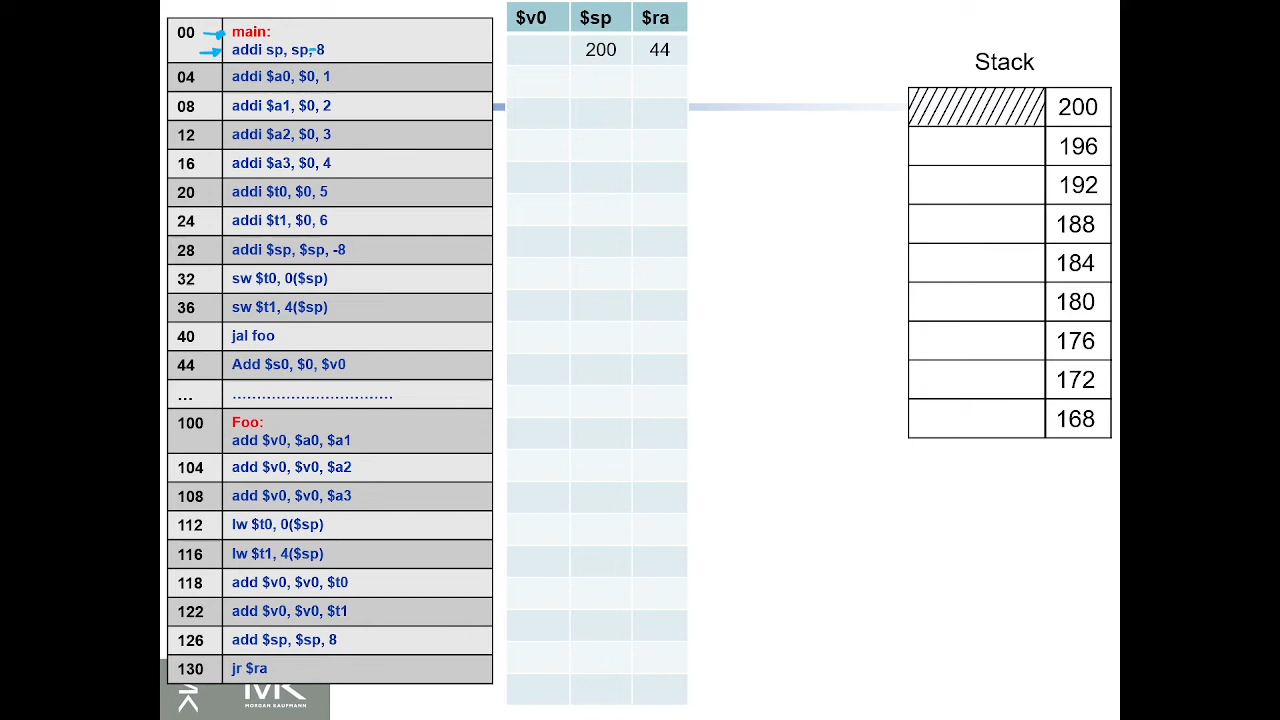 00 main:
addi sp, sp,-8
04 addi $a0, $0, 1
08 addi $a1, $0, 2
12 addi $a2, $0, 3
16 addi $a3, $0, 4
20 addi $t0, $0, 5
24 addi $t1, $0, 6
28 addi $sp, $sp, -8
32 sw $t0, 0($sp)
36 sw $t1, 4($sp)
40 jal foo
44 Add $s0, $0, $v0
... ................................
100 Foo:
add $v0, $a0, $a1
104 add $v0, $v0, $a2
108 add $v0, $v0, $a3
112 lw $t0, 0($sp)
116 lw $t1, 4($sp)
118 add $v0, $v0, $t0
122 add $v0, $v0, $t1
126 add $sp, $sp, 8
130 jr $ra
$v0 $sp $ra
200 44
Stack
200
196
192
188
184
180
176
172
168
MORGAN KAUFMANN